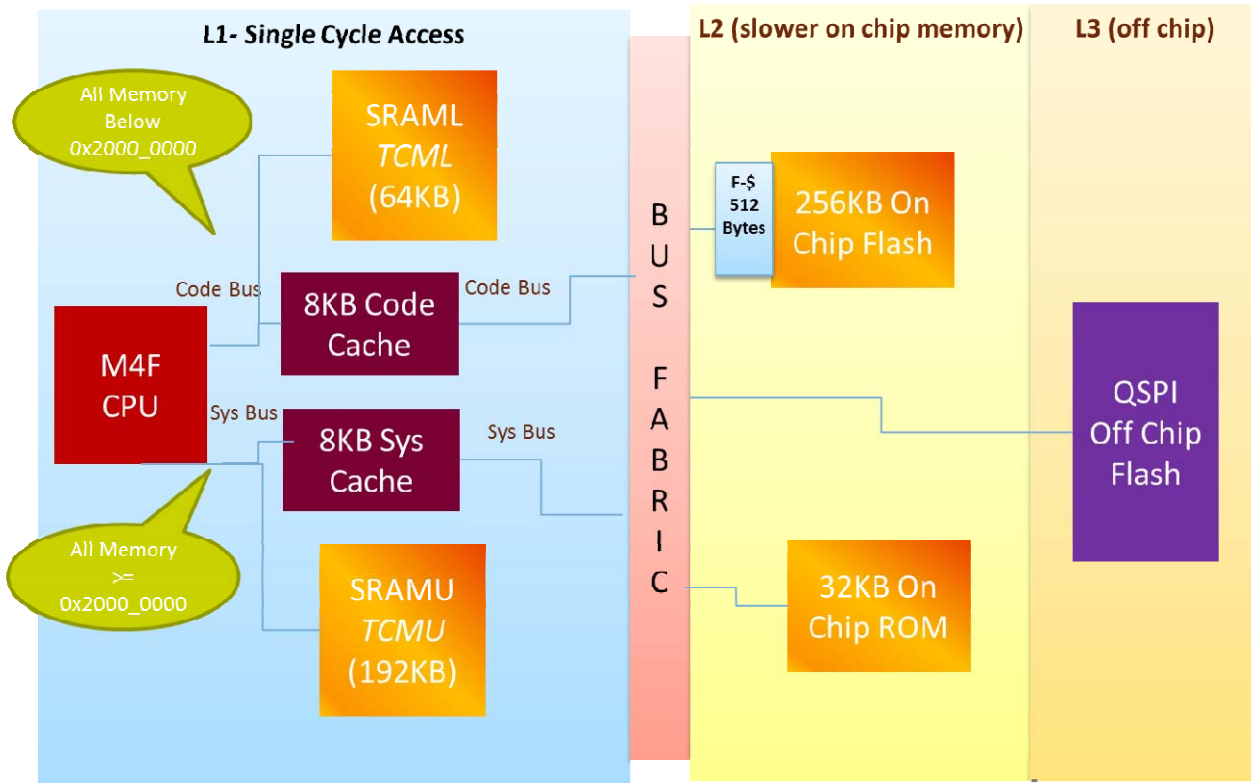 L1- Single Cycle Access
L2 (slower on chip memory)
L3 (off chip)
All Memory
Below
0x2000_0000
SRAML
TCML
(64KB)
F-$
512
Bytes
256KB On
Chip Flash
Code Bus
8KB Code
Cache
Code Bus
M4F
CPU
Sys Bus
8KB Sys
Cache
Sys Bus
B
U
S
F
A
B
R
I
C
QSPI
Off Chip
Flash
All Memory
>=
0x2000_0000
SRAMU
TCMU
(192KB)
32KB On
Chip ROM